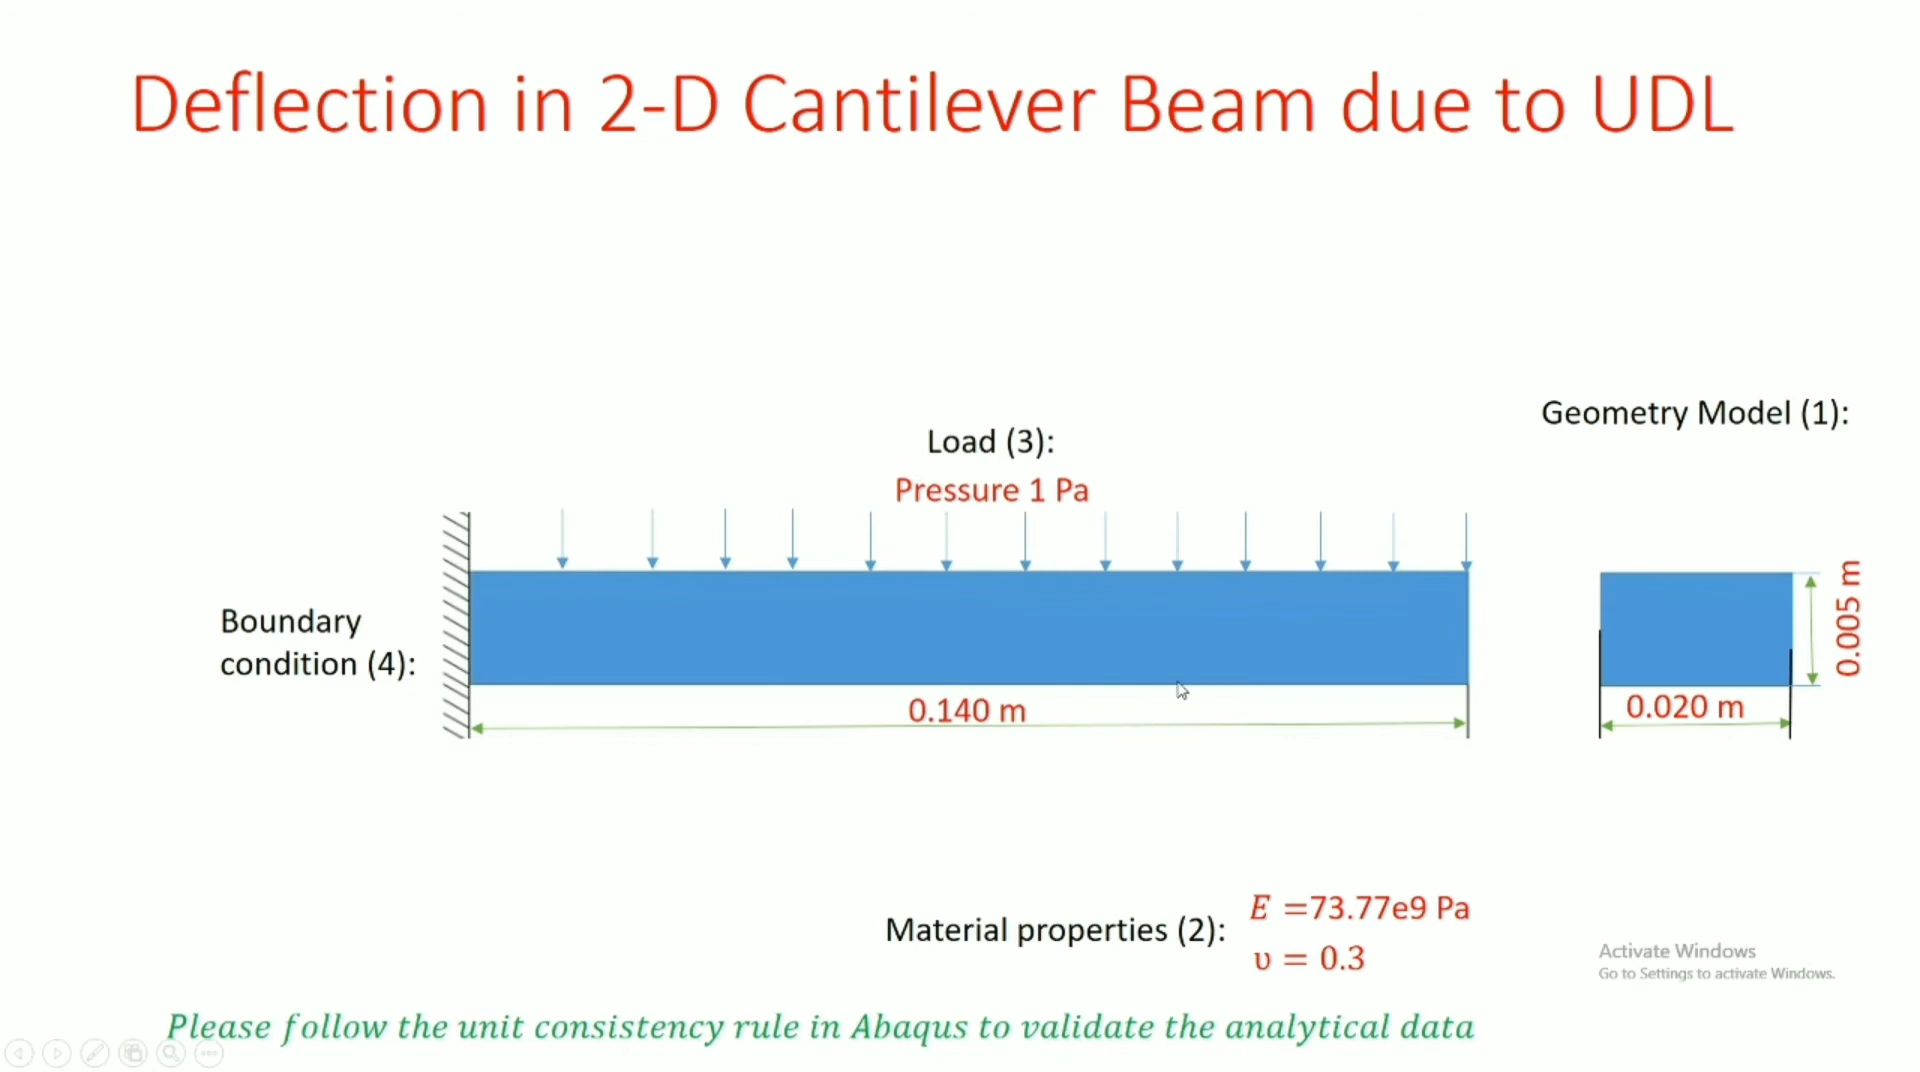 Deflection in 2-D Cantilever Beam due to UDL
Geometry Model (1):
Load (3):
Pressure 1 Pa
Boundary
condition (4):
0.005 m
0.140 m
0.020 m
Material properties (2):
E =73.77e9 Pa
υ = 0.3
Activate Windows
Go to Settings to activate Windows.
Please follow the unit consistency rule in Abaqus to validate the analytical data